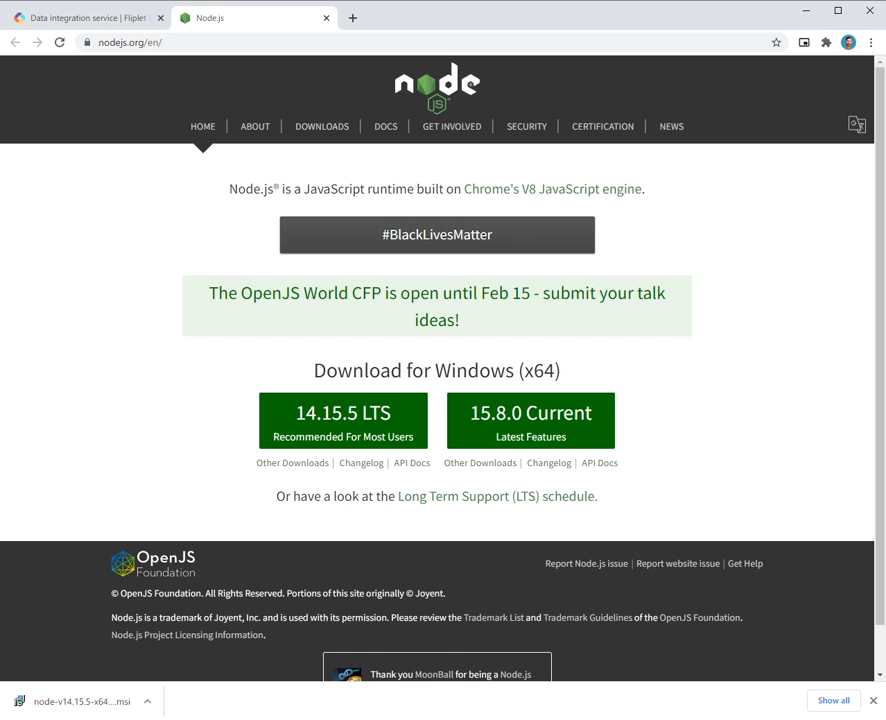 Data integration service | Fliplet
Node.js
nodejs.org/en/
node
JS
HOME | ABOUT | DOWNLOADS | DOCS | GET INVOLVED | SECURITY | CERTIFICATION | NEWS
Node.js® is a JavaScript runtime built on Chrome's V8 JavaScript engine.
#BlackLivesMatter
The OpenJS World CFP is open until Feb 15 - submit your talk
ideas!
Download for Windows (x64)
14.15.5 LTS
Recommended For Most Users
15.8.0 Current
Latest Features
Other Downloads | Changelog | API Docs
Other Downloads | Changelog | API Docs
Or have a look at the Long Term Support (LTS) schedule.
OpenJS
Foundation
Report Node.js issue | Report website issue | Get Help
© OpenJS Foundation. All Rights Reserved. Portions of this site originally © Joyent.
Node.js is a trademark of Joyent, Inc. and is used with its permission. Please review the Trademark List and Trademark Guidelines of the OpenJS Foundation.
Node.js Project Licensing Information.
Thank you MoonBall for being a Node.js
node-v14.15.5-x64....msi
Show all